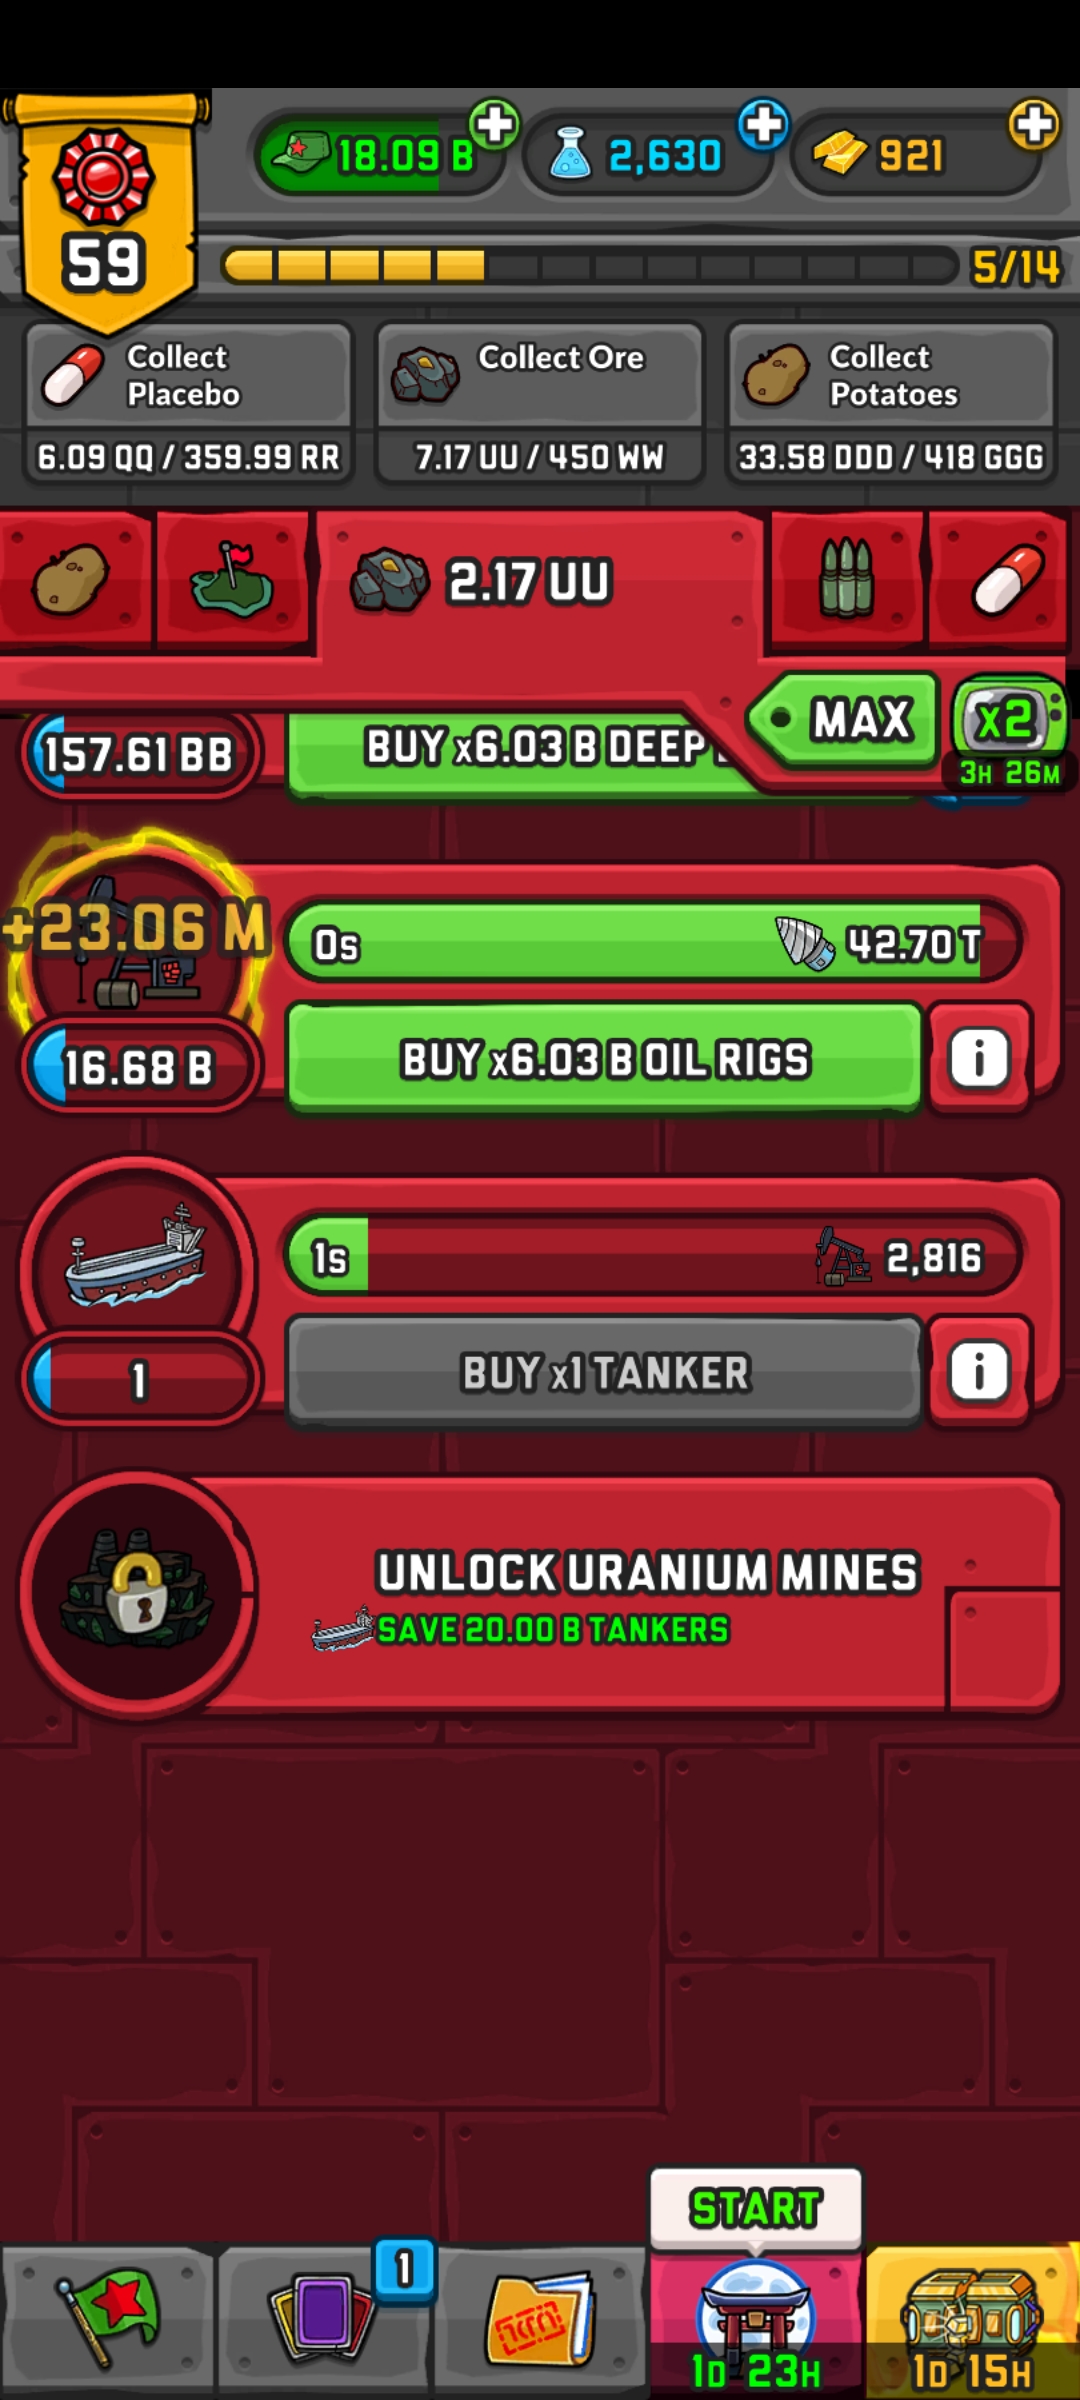 59
18.09 B
2,630
921
5/14
Collect Placebo
6.09 QQ / 359.99 RR
Collect Ore
7.17 UU / 450 WW
Collect Potatoes
33.58 DDD / 418 GGG
2.17 UU
MAX
x2
3H 26M
157.61 BB
BUY x6.03 B DEEP
+23.06 M
0s
42.70 T
16.68 B
BUY x6.03 B OIL RIGS
i
1s
2,816
1
BUY x1 TANKER
i
UNLOCK URANIUM MINES
SAVE 20.00 B TANKERS
START
1
1D 23H
1D 15H